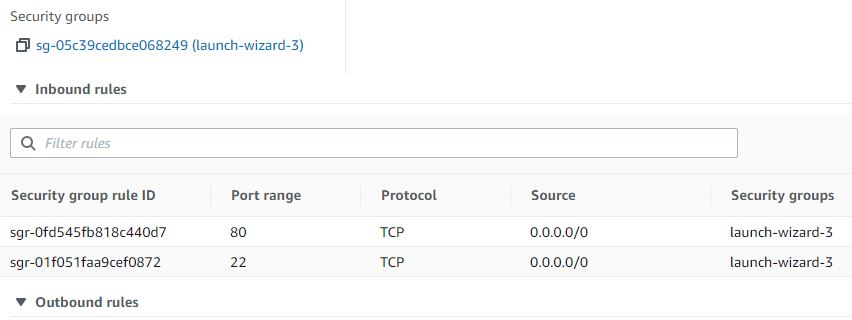 Security groups
sg-05c39cedbce068249 (launch-wizard-3)
Inbound rules
Filter rules
Security group rule ID Port range Protocol Source Security groups
sgr-0fd545fb818c440d7 80 TCP 0.0.0.0/0 launch-wizard-3
sgr-01f051faa9cef0872 22 TCP 0.0.0.0/0 launch-wizard-3
Outbound rules